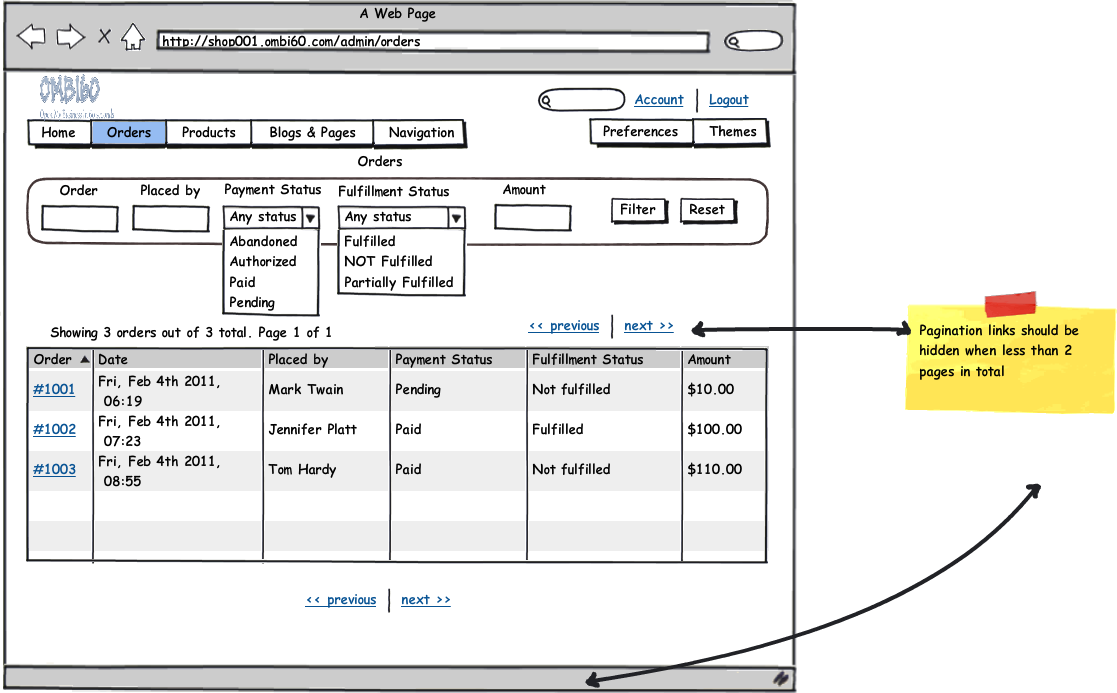 A Web Page
http://shop001.ombi60.com/admin/orders
OMBI60
Account Logout
Home Orders Products Blogs & Pages Navigation Preferences Themes
Orders
Order Placed by Payment Status Fulfillment Status Amount
Any status Any status Filter Reset
Abandoned Fulfilled
Authorized NOT Fulfilled
Paid Partially Fulfilled
Pending
Showing 3 orders out of 3 total. Page 1 of 1
<< previous next >>
Pagination links should be
hidden when less than 2
pages in total
Order Date Placed by Payment Status Fulfillment Status Amount
#1001 Fri, Feb 4th 2011, Mark Twain Pending Not fulfilled $10.00
06:19
#1002 Fri, Feb 4th 2011, Jennifer Platt Paid Fulfilled $100.00
07:23
#1003 Fri, Feb 4th 2011, Tom Hardy Paid Not fulfilled $110.00
08:55
<< previous next >>